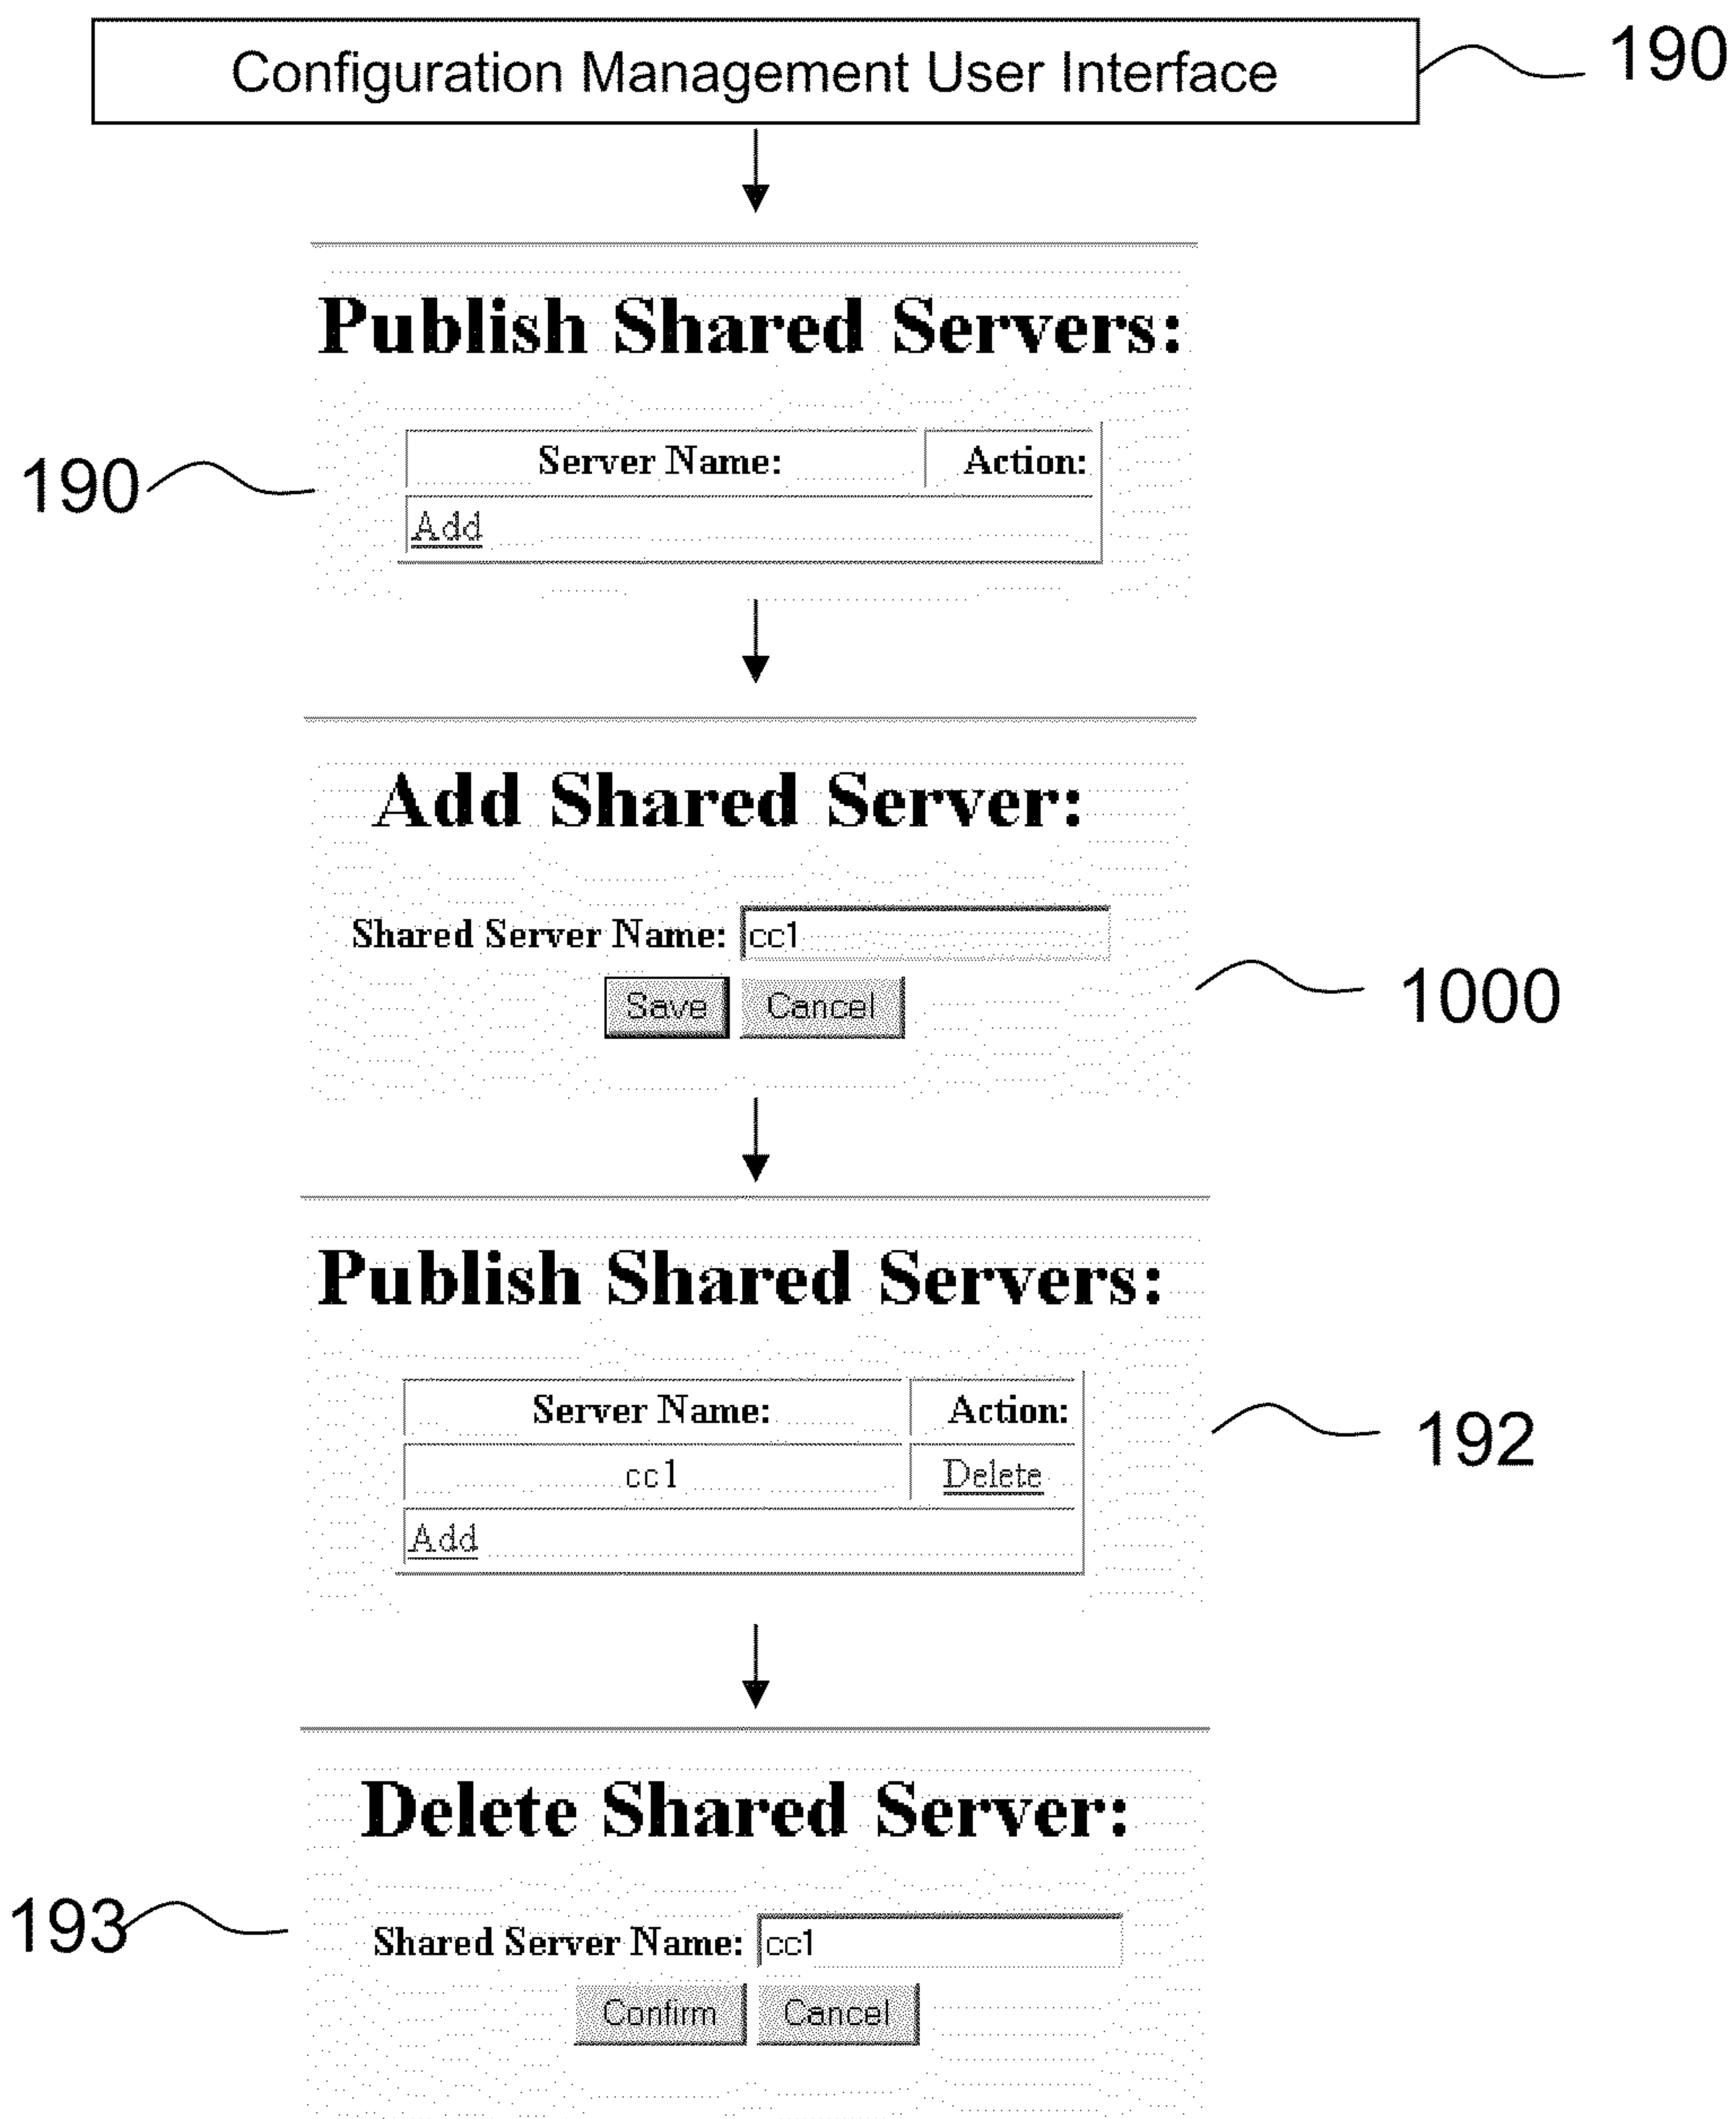 Configuration Management User Interface 190
Publish Shared Servers:
Server Name: Action:
190
Add
Add Shared Server:
Shared Server Name: cc1
Save Cancel
1000
Publish Shared Servers:
Server Name: Action:
192
cc1 Delete
Add
Delete Shared Server:
193
Shared Server Name: cc1
Confirm Cancel